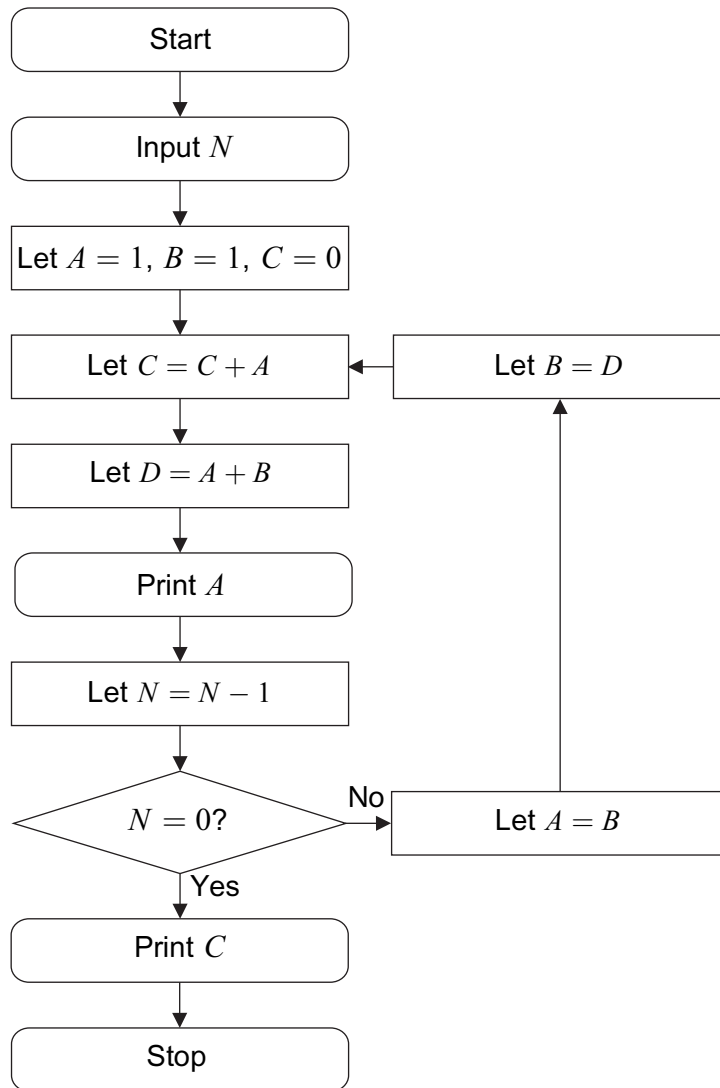 Start
Input N
Let A = 1, B = 1, C = 0
Let C = C + A
Let B = D
Let D = A + B
Print A
Let N = N − 1
N = 0?
No
Let A = B
Yes
Print C
Stop